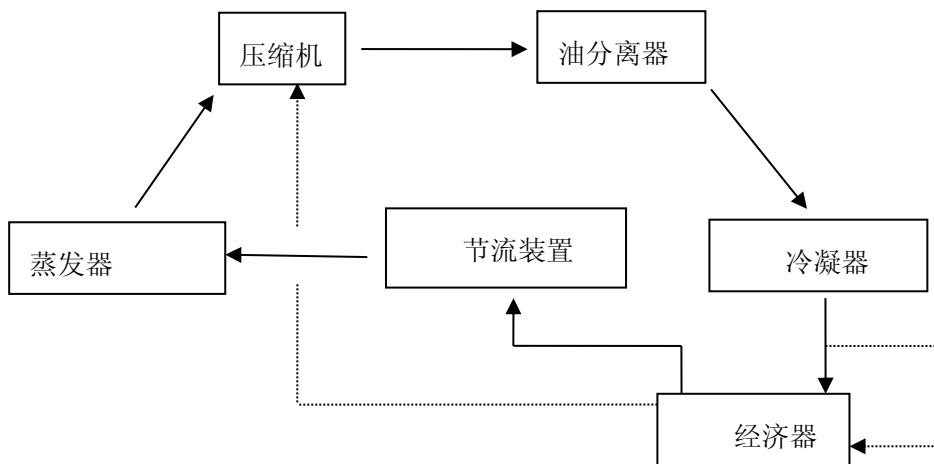 压缩机
油分离器
蒸发器
节流装置
冷凝器
经济器